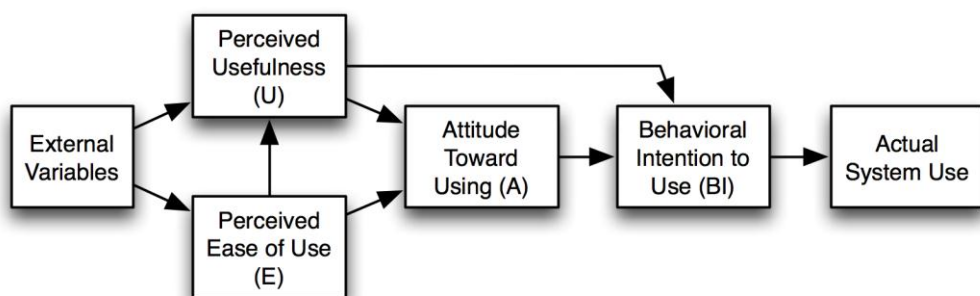 External
Variables
Perceived
Usefulness
(U)
Perceived
Ease of Use
(E)
Attitude
Toward
Using (A)
Behavioral
Intention to
Use (BI)
Actual
System Use